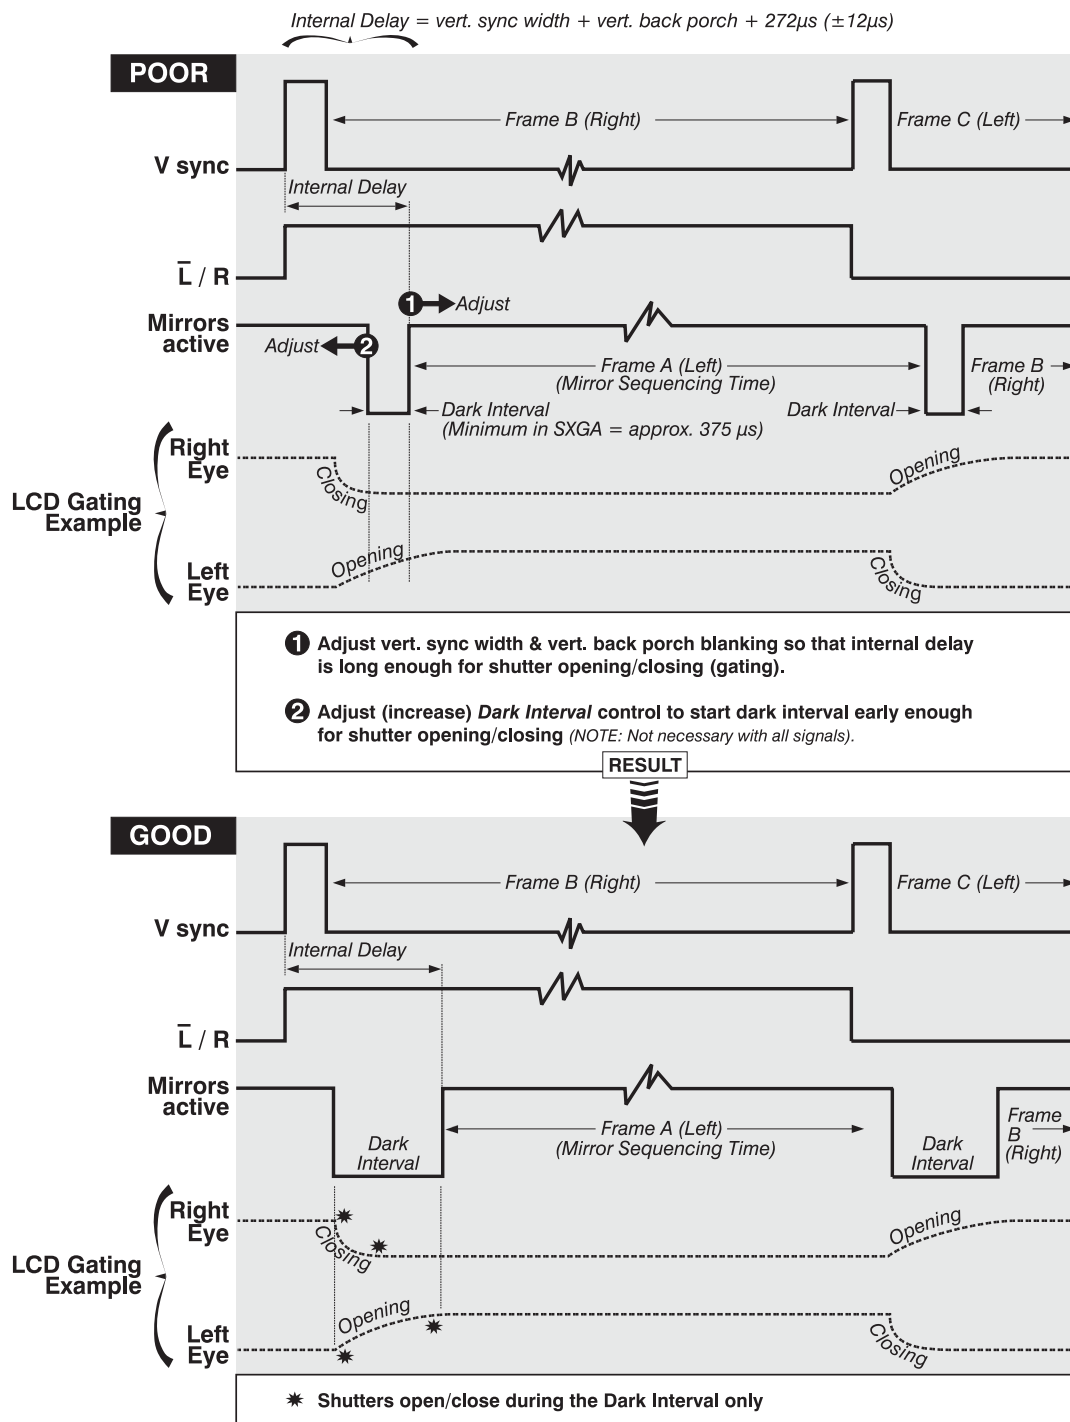 Internal Delay = vert. sync width + vert. back porch + 272µs (±12µs)
POOR
Frame B (Right)
Frame C (Left)
V sync
Internal Delay
L̅ / R
1 Adjust
Mirrors
active
Adjust 2
Frame A (Left)
(Mirror Sequencing Time)
Frame B
(Right)
Dark Interval
(Minimum in SXGA = approx. 375 µs)
Dark Interval
Right
Eye
Closing
Opening
LCD Gating
Example
Left
Eye
Opening
Closing
1 Adjust vert. sync width & vert. back porch blanking so that internal delay
is long enough for shutter opening/closing (gating).
2 Adjust (increase) Dark Interval control to start dark interval early enough
for shutter opening/closing (NOTE: Not necessary with all signals).
RESULT
GOOD
Frame B (Right)
Frame C (Left)
V sync
Internal Delay
L̅ / R
Mirrors
active
Dark
Interval
Frame A (Left)
(Mirror Sequencing Time)
Dark
Interval
Frame
B
(Right)
Right
Eye
Closing
Opening
LCD Gating
Example
Left
Eye
Opening
Closing
✷ Shutters open/close during the Dark Interval only